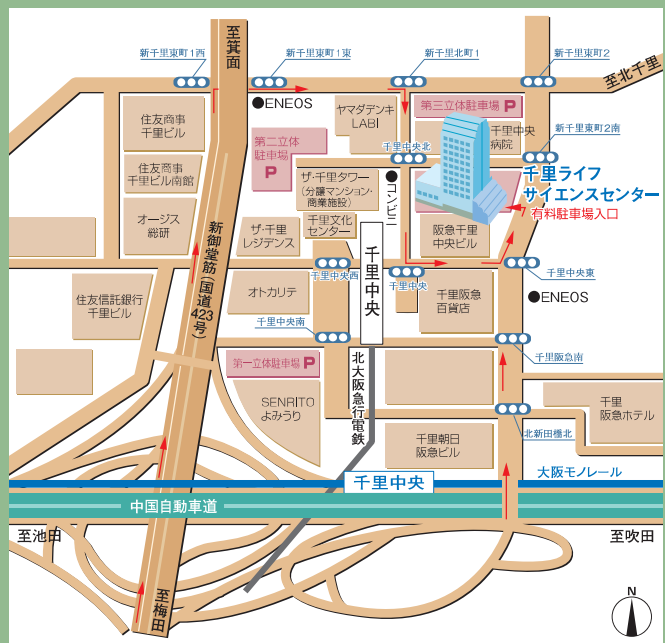 至箕面
新千里東町1西
新千里東町1東
新千里北町1
新千里東町2
至北千里
ENEOS
ヤマダデンキ
LABI
第三立体駐車場 P
住友商事
千里ビル
第二立体
駐車場
P
千里中央
病院
新千里東町2南
千里中央北
住友商事
千里ビル南館
ザ・千里タワー
(分譲マンション・
商業施設)
コンビニ
千里ライフ
サイエンスセンター
有料駐車場入口
オージス
総研
千里文化
センター
ザ・千里
レジデンス
阪急千里
中央ビル
新御堂筋(国道423号)
千里中央
千里中央西
千里中央
千里中央東
住友信託銀行
千里ビル
オトカリテ
千里阪急
百貨店
ENEOS
千里中央南
千里阪急南
第一立体駐車場 P
北大阪急行電鉄
SENRITO
よみうり
千里
阪急ホテル
千里朝日
阪急ビル
北新田橋北
大阪モノレール
千里中央
中国自動車道
至池田
至吹田
至梅田
N